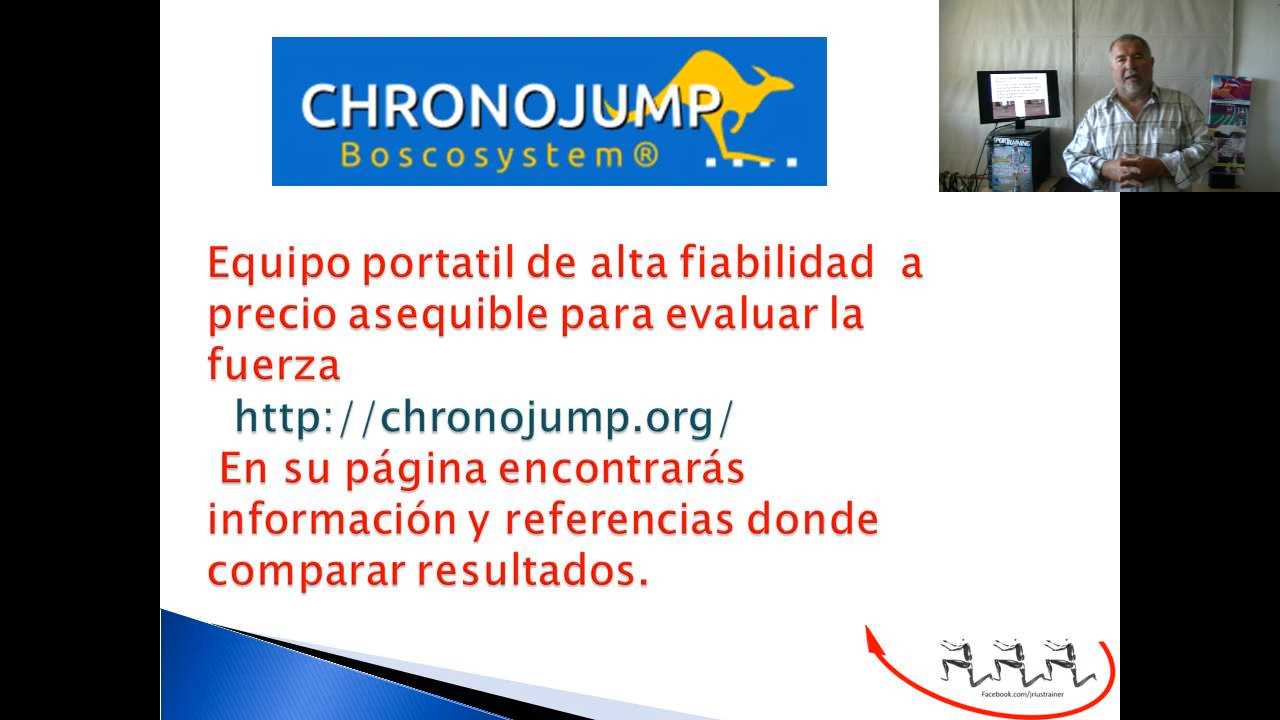 CHRONOJUMP
Boscosystem®
Equipo portatil de alta fiabilidad a
precio asequible para evaluar la
fuerza
http://chronojump.org/
En su página encontrarás
información y referencias donde
comparar resultados.
Facebook.com/jriustrainer